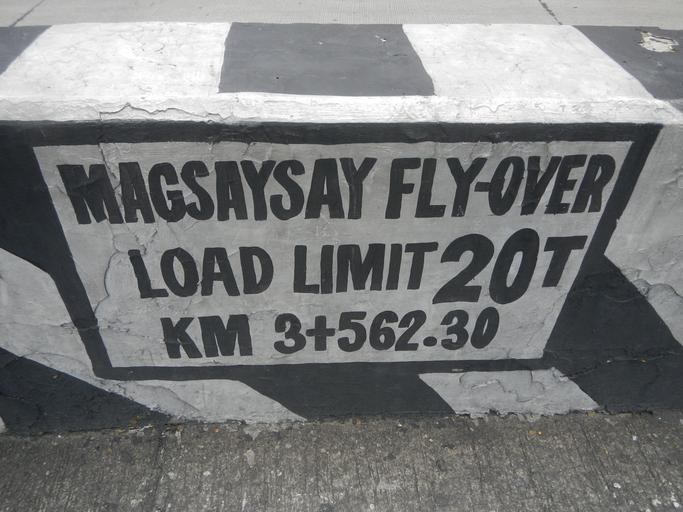 MAGSAYSAY FLY-OVER
LOAD LIMIT 20T
KM 3+562.30